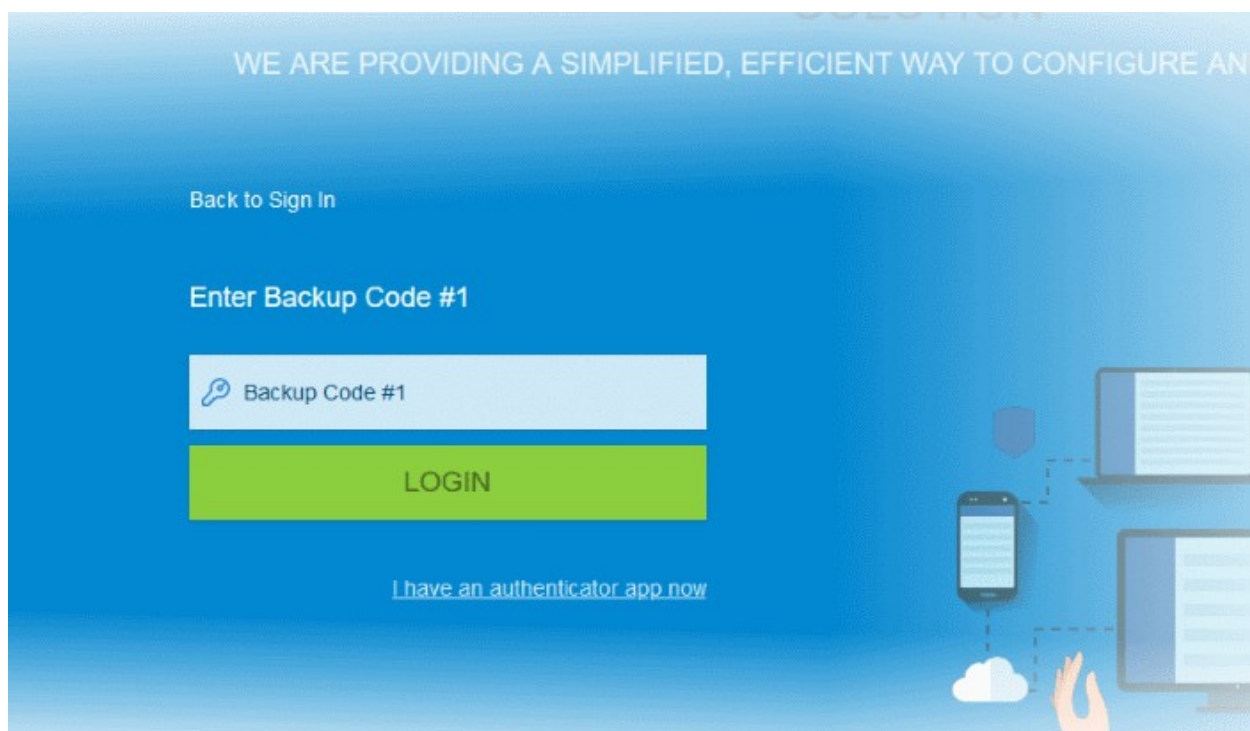 WE ARE PROVIDING A SIMPLIFIED, EFFICIENT WAY TO CONFIGURE AN
Back to Sign In
Enter Backup Code #1
Backup Code #1
LOGIN
I have an authenticator app now